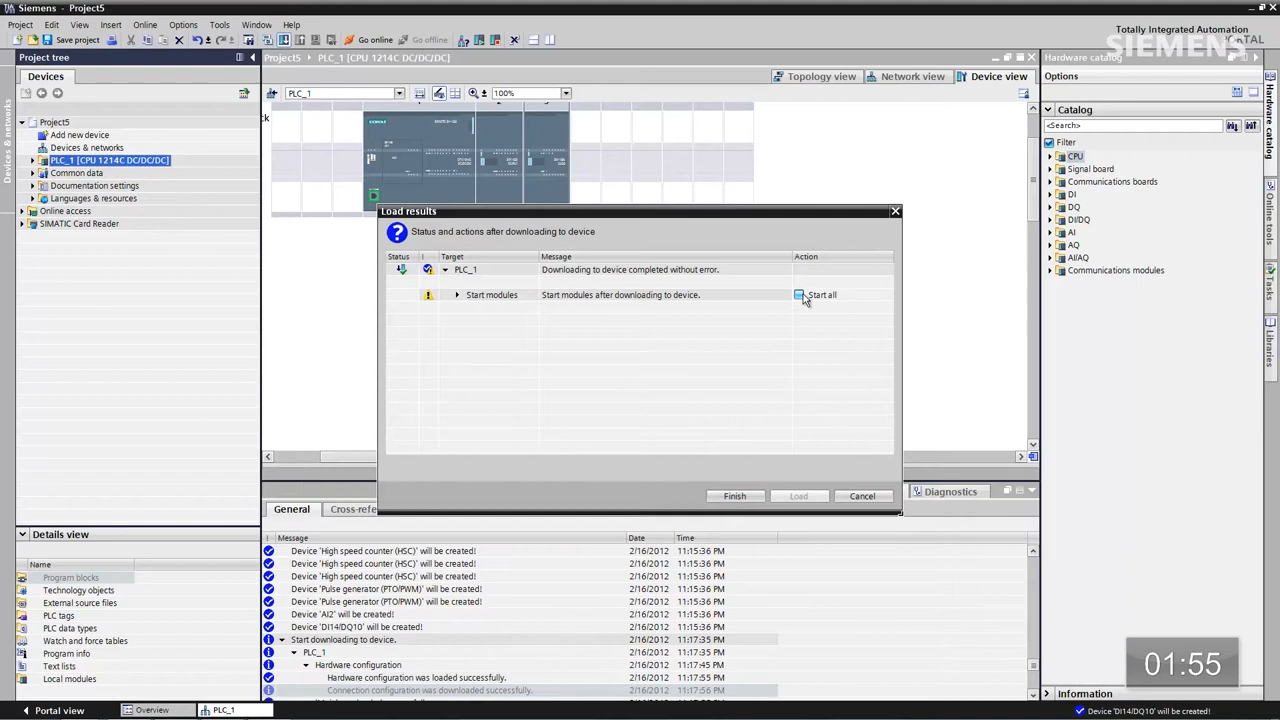 Siemens - Project5
Project Edit View Insert Online Options Tools Window Help
Totally Integrated Automation
PORTAL
SIEMENS
Save project Go online Go offline
Project tree
Project5 ▸ PLC_1 [CPU 1214C DC/DC/DC]
Hardware catalog
Devices
Topology view Network view Device view
Options
PLC_1
100%
Project5
Add new device
Devices & networks
PLC_1 [CPU 1214C DC/DC/DC]
Common data
Documentation settings
Languages & resources
Online access
SIMATIC Card Reader
Devices & networks
Catalog
<Search>
Filter
CPU
Signal board
Communications boards
DI
DQ
DI/DQ
AI
AQ
AI/AQ
Communications modules
Hardware catalog
Online tools
Tasks
Libraries
Load results
Status and actions after downloading to device
Status ! Target Message Action
PLC_1 Downloading to device completed without error.
Start modules Start modules after downloading to device. Start all
Finish Load Cancel
Diagnostics
General Cross-refe
! Message Date Time
Device 'High speed counter (HSC)' will be created! 2/16/2012 11:15:36 PM
Device 'High speed counter (HSC)' will be created! 2/16/2012 11:15:36 PM
Device 'High speed counter (HSC)' will be created! 2/16/2012 11:15:36 PM
Device 'Pulse generator (PTO/PWM)' will be created! 2/16/2012 11:15:36 PM
Device 'Pulse generator (PTO/PWM)' will be created! 2/16/2012 11:15:36 PM
Device 'AI2' will be created! 2/16/2012 11:15:36 PM
Device 'DI14/DQ10' will be created! 2/16/2012 11:15:36 PM
Start downloading to device. 2/16/2012 11:17:35 PM
PLC_1 2/16/2012 11:17:35 PM
Hardware configuration 2/16/2012 11:17:45 PM
Hardware configuration was loaded successfully. 2/16/2012 11:17:45 PM
Connection configuration was downloaded successfully. 2/16/2012 11:17:56 PM
Details view
Name
Program blocks
Technology objects
External source files
PLC tags
PLC data types
Watch and force tables
Program info
Text lists
Local modules
01:55
Information
Portal view Overview PLC_1
Device 'DI14/DQ10' will be created!